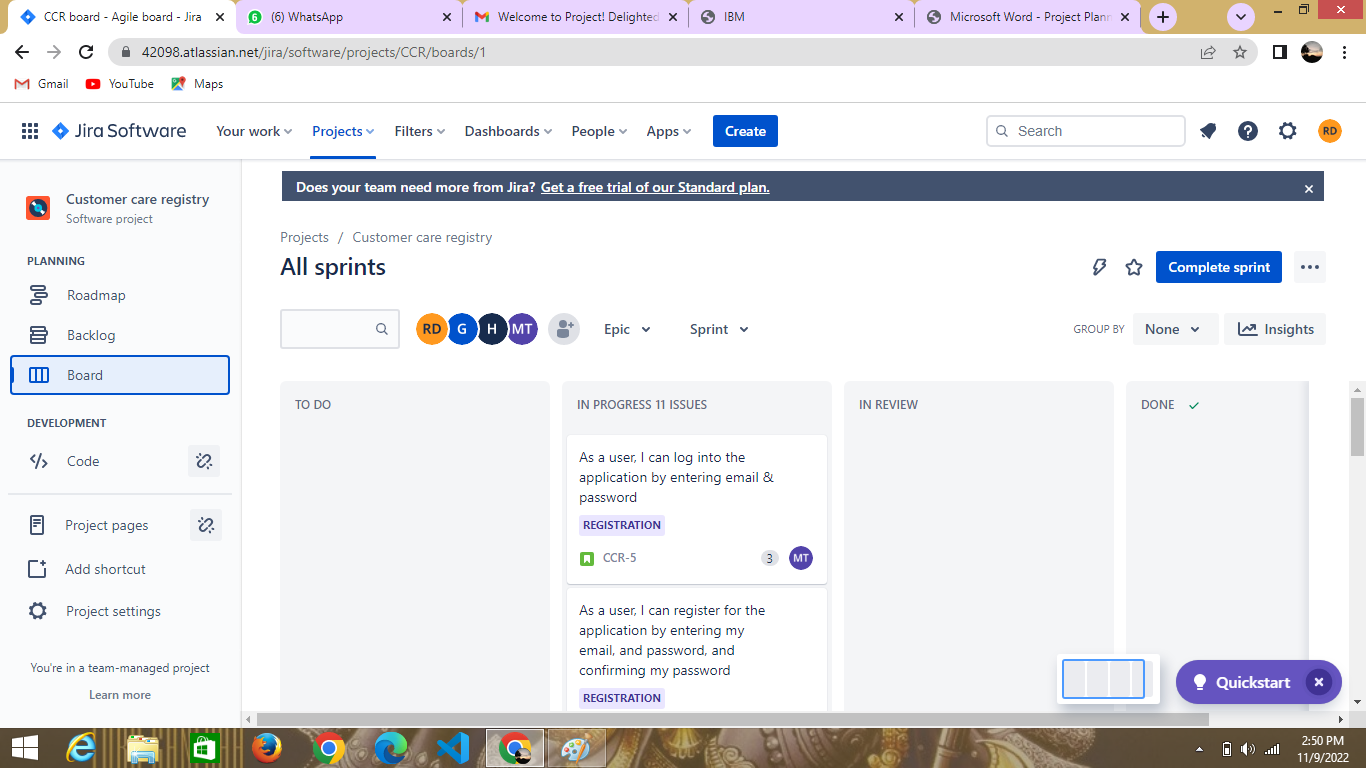 CCR board - Agile board - Jira
(6) WhatsApp
Welcome to Project! Delighted
IBM
Microsoft Word - Project Plann
42098.atlassian.net/jira/software/projects/CCR/boards/1
Gmail YouTube Maps
Jira Software Your work Projects Filters Dashboards People Apps Create Search RD
Does your team need more from Jira? Get a free trial of our Standard plan.
Customer care registry
Software project
PLANNING
Roadmap
Backlog
Board
DEVELOPMENT
Code
Project pages
Add shortcut
Project settings
You're in a team-managed project
Learn more
Projects / Customer care registry
All sprints
Complete sprint
RD G H MT Epic Sprint GROUP BY None Insights
TO DO
IN PROGRESS 11 ISSUES
As a user, I can log into the
application by entering email &
password
REGISTRATION
CCR-5 3 MT
As a user, I can register for the
application by entering my
email, and password, and
confirming my password
REGISTRATION
IN REVIEW
DONE
Quickstart
2:50 PM
11/9/2022